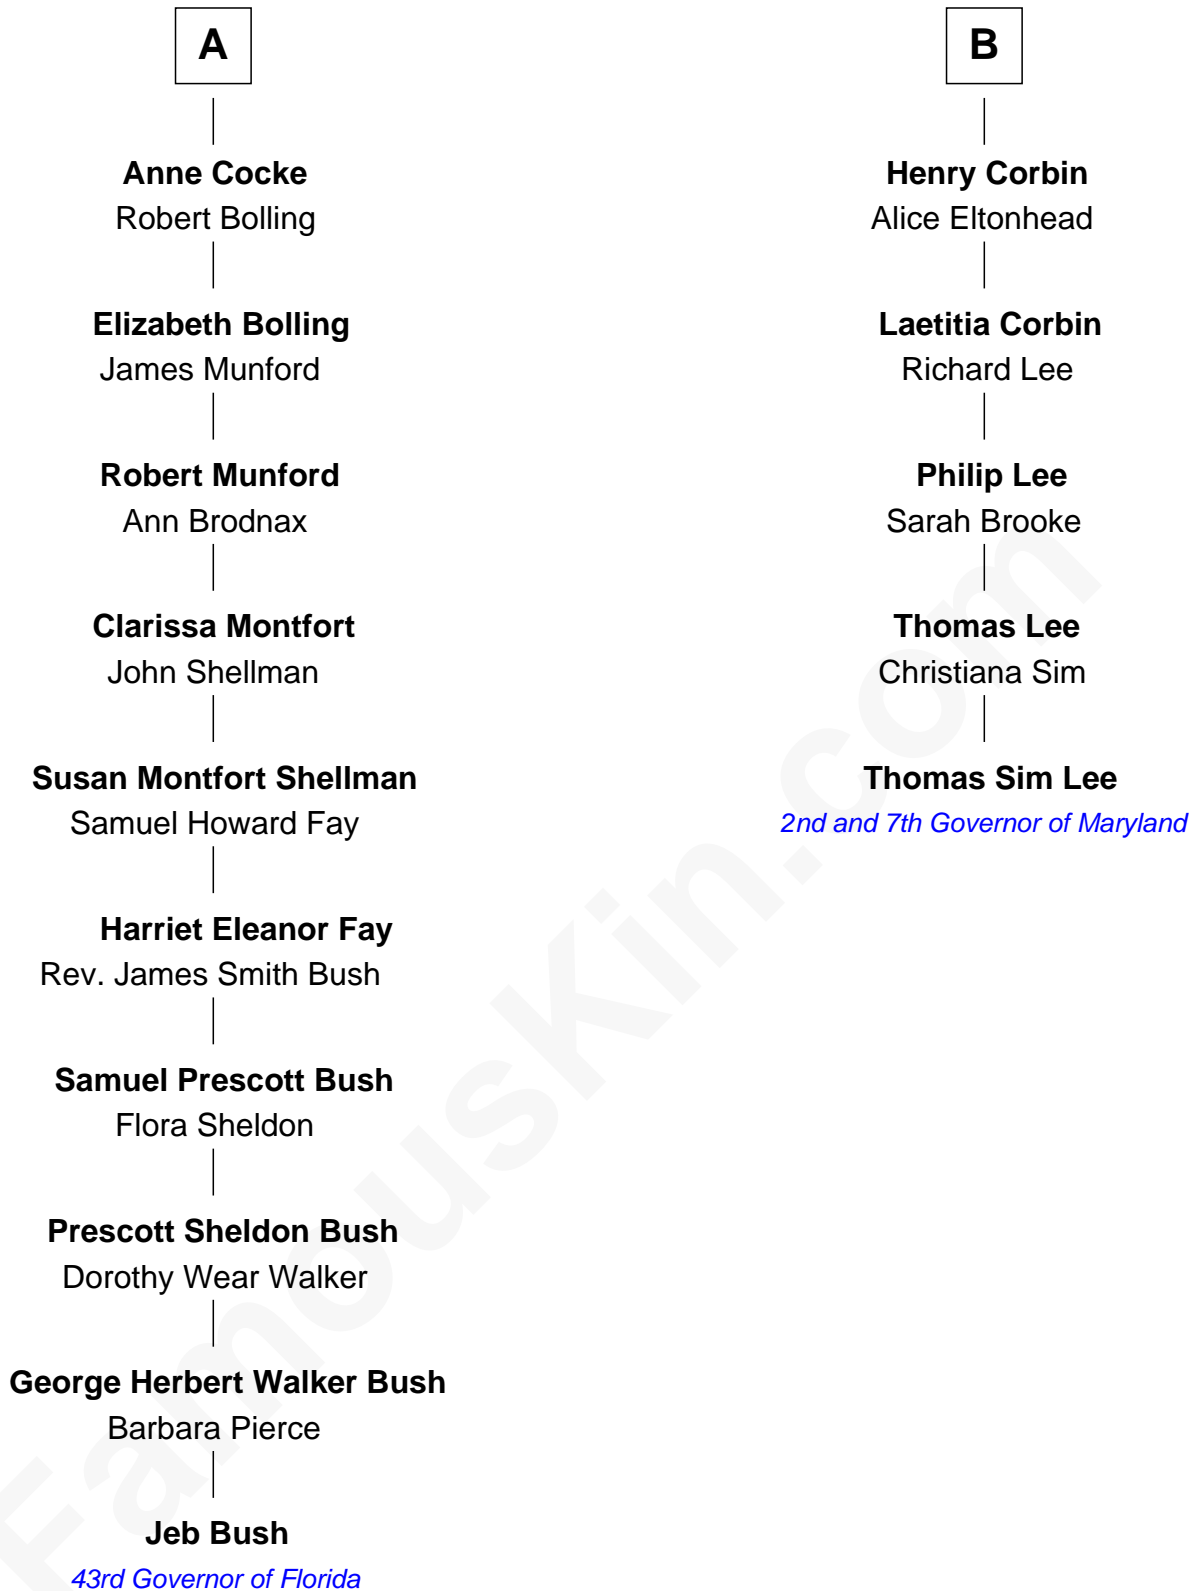 A
Anne Cocke
Robert Bolling
Elizabeth Bolling
James Munford
Robert Munford
Ann Brodnax
Clarissa Montfort
John Shellman
Susan Montfort Shellman
Samuel Howard Fay
Harriet Eleanor Fay
Rev. James Smith Bush
Samuel Prescott Bush
Flora Sheldon
Prescott Sheldon Bush
Dorothy Wear Walker
George Herbert Walker Bush
Barbara Pierce
Jeb Bush
43rd Governor of Florida
B
Henry Corbin
Alice Eltonhead
Laetitia Corbin
Richard Lee
Philip Lee
Sarah Brooke
Thomas Lee
Christiana Sim
Thomas Sim Lee
2nd and 7th Governor of Maryland
FamousKin.com